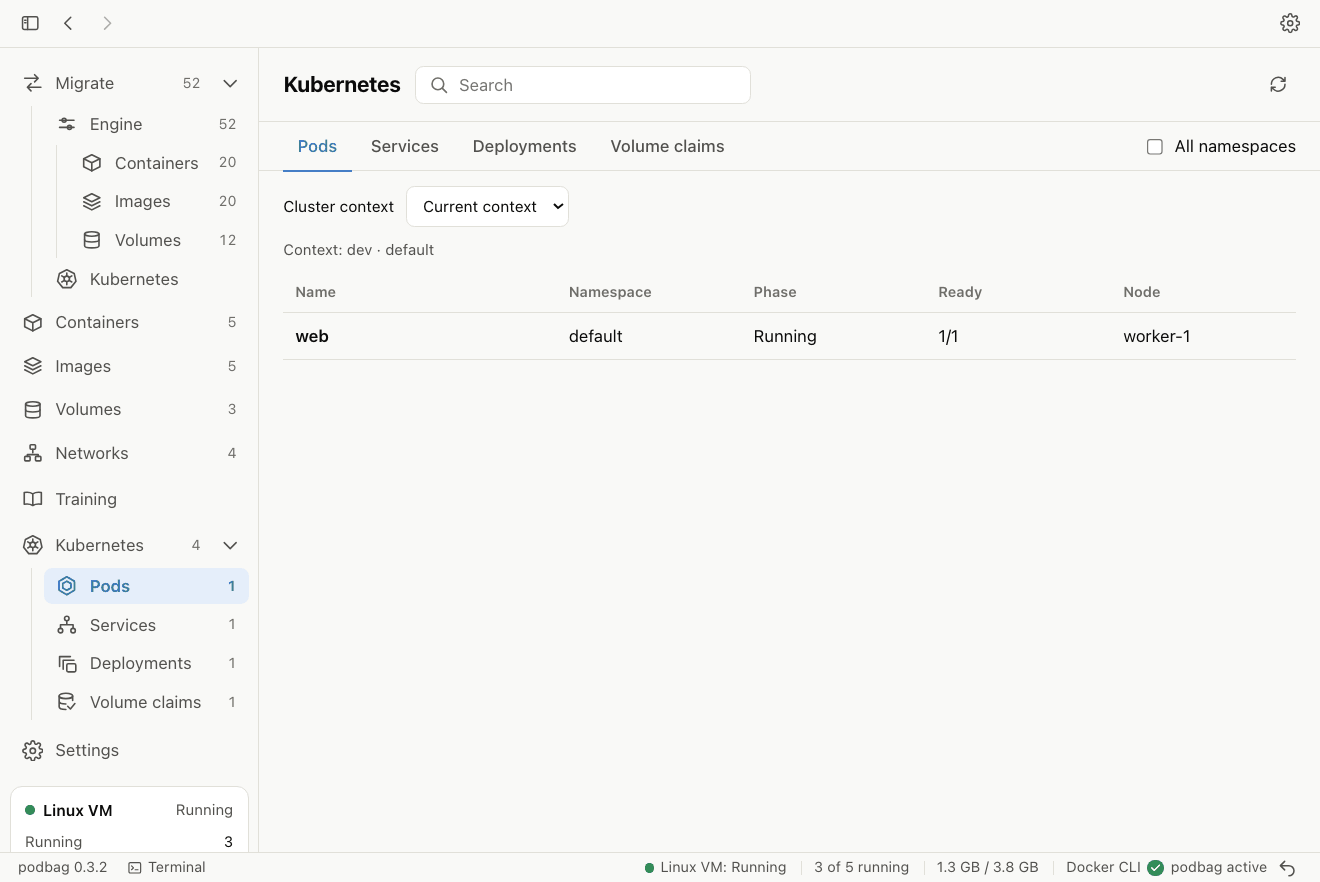 Migrate 52
Engine 52
Containers 20
Images 20
Volumes 12
Kubernetes
Containers 5
Images 5
Volumes 3
Networks 4
Training
Kubernetes 4
Pods 1
Services 1
Deployments 1
Volume claims 1
Settings
Linux VM Running
Running 3
Kubernetes Search
Pods Services Deployments Volume claims All namespaces
Cluster context Current context
Context: dev · default
Name Namespace Phase Ready Node
web default Running 1/1 worker-1
podbag 0.3.2 Terminal Linux VM: Running 3 of 5 running 1.3 GB / 3.8 GB Docker CLI podbag active